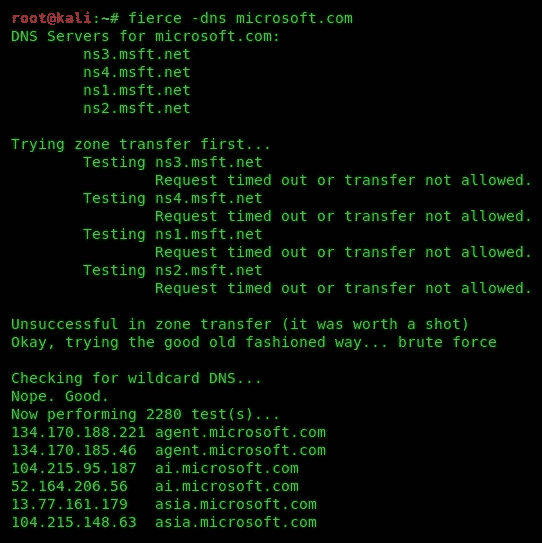 root@kali:~# fierce -dns microsoft.com
DNS Servers for microsoft.com:
ns3.msft.net
ns4.msft.net
ns1.msft.net
ns2.msft.net
Trying zone transfer first...
Testing ns3.msft.net
Request timed out or transfer not allowed.
Testing ns4.msft.net
Request timed out or transfer not allowed.
Testing ns1.msft.net
Request timed out or transfer not allowed.
Testing ns2.msft.net
Request timed out or transfer not allowed.
Unsuccessful in zone transfer (it was worth a shot)
Okay, trying the good old fashioned way... brute force
Checking for wildcard DNS...
Nope. Good.
Now performing 2280 test(s)...
134.170.188.221 agent.microsoft.com
134.170.185.46 agent.microsoft.com
104.215.95.187 ai.microsoft.com
52.164.206.56 ai.microsoft.com
13.77.161.179 asia.microsoft.com
104.215.148.63 asia.microsoft.com